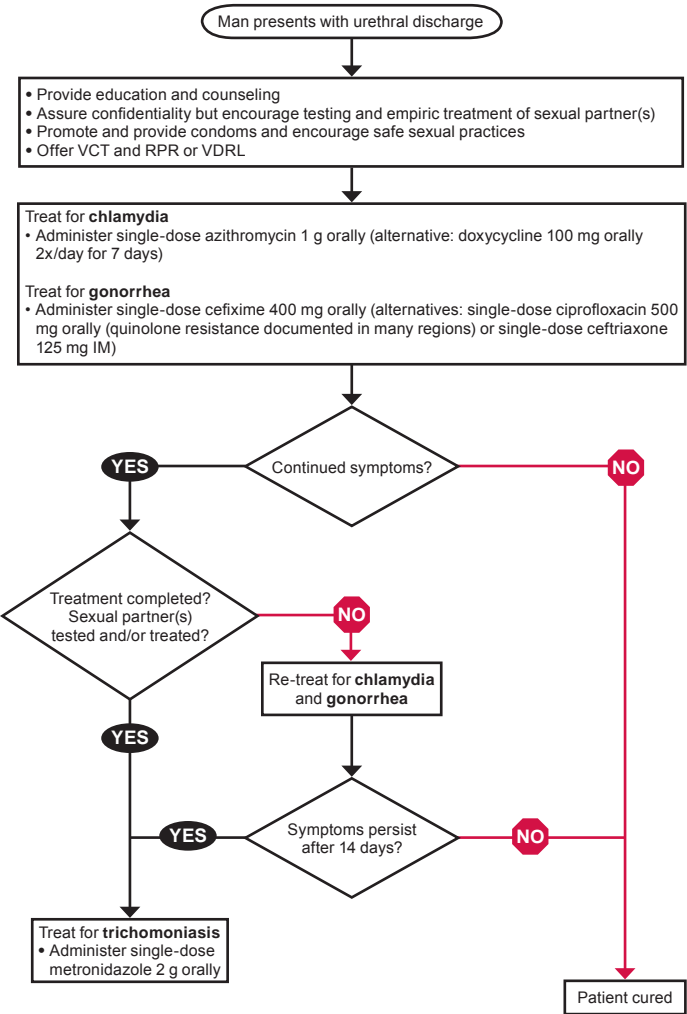 Man presents with urethral discharge
• Provide education and counseling
• Assure confidentiality but encourage testing and empiric treatment of sexual partner(s)
• Promote and provide condoms and encourage safe sexual practices
• Offer VCT and RPR or VDRL
Treat for chlamydia
• Administer single-dose azithromycin 1 g orally (alternative: doxycycline 100 mg orally
2x/day for 7 days)
Treat for gonorrhea
• Administer single-dose cefixime 400 mg orally (alternatives: single-dose ciprofloxacin 500
mg orally (quinolone resistance documented in many regions) or single-dose ceftriaxone
125 mg IM)
YES
Continued symptoms?
NO
Treatment completed?
Sexual partner(s)
tested and/or treated?
NO
Re-treat for chlamydia
and gonorrhea
YES
YES
Symptoms persist
after 14 days?
NO
Treat for trichomoniasis
• Administer single-dose
metronidazole 2 g orally
Patient cured